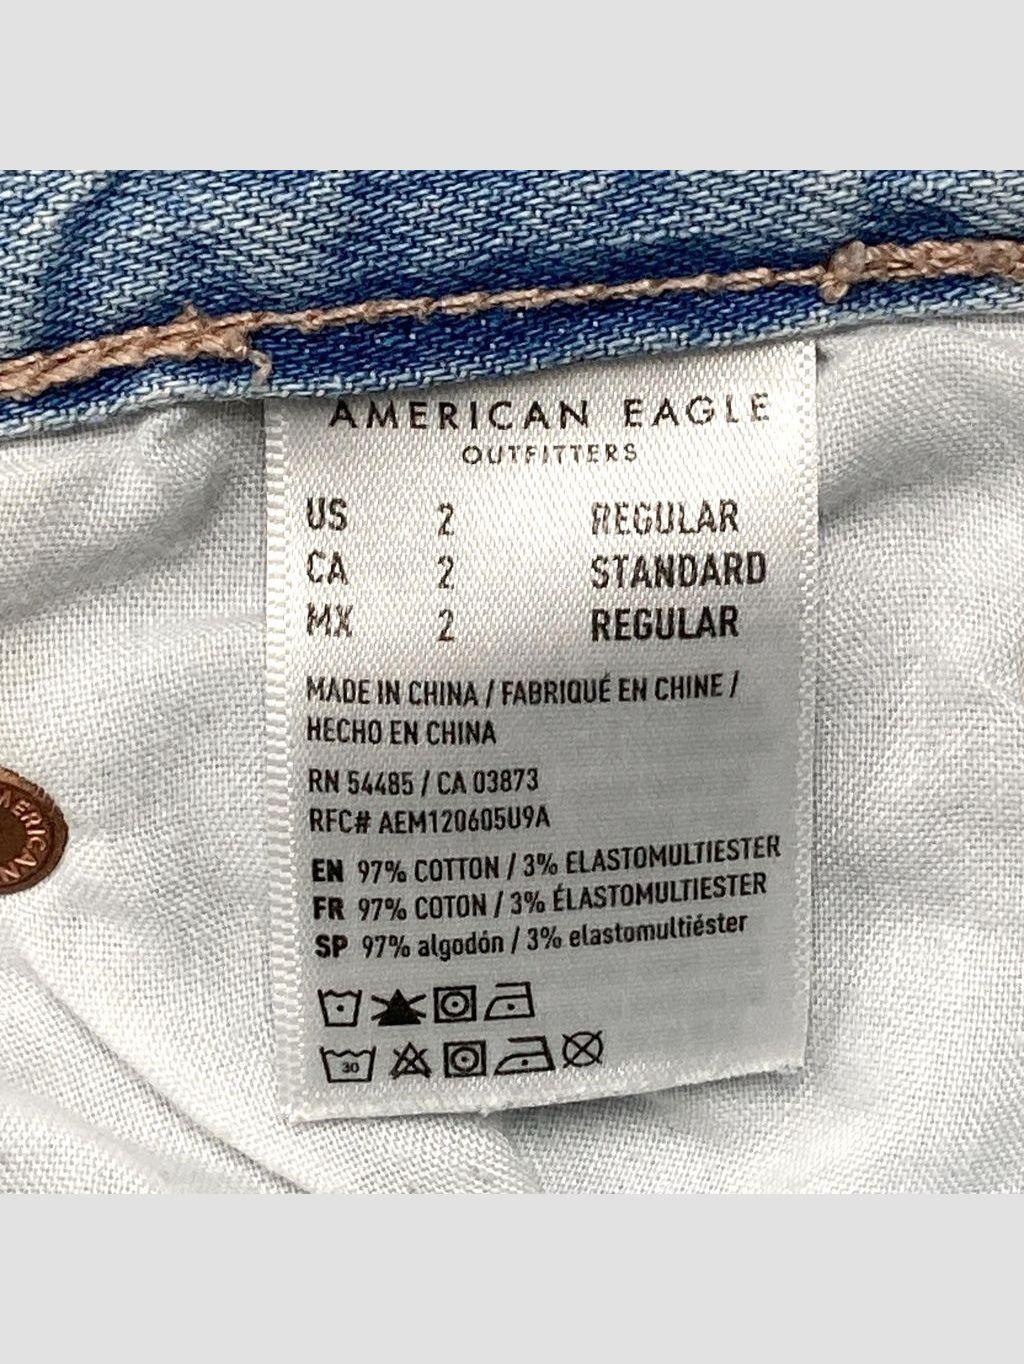 AMERICAN EAGLE
OUTFITTERS
US 2 REGULAR
CA 2 STANDARD
MX 2 REGULAR
MADE IN CHINA / FABRIQUÉ EN CHINE /
HECHO EN CHINA
RN 54485 / CA 03873
RFC# AEM120605U9A
EN 97% COTTON / 3% ELASTOMULTIESTER
FR 97% COTON / 3% ÉLASTOMULTIESTER
SP 97% algodón / 3% elastomultiéster
30
AMERICAN